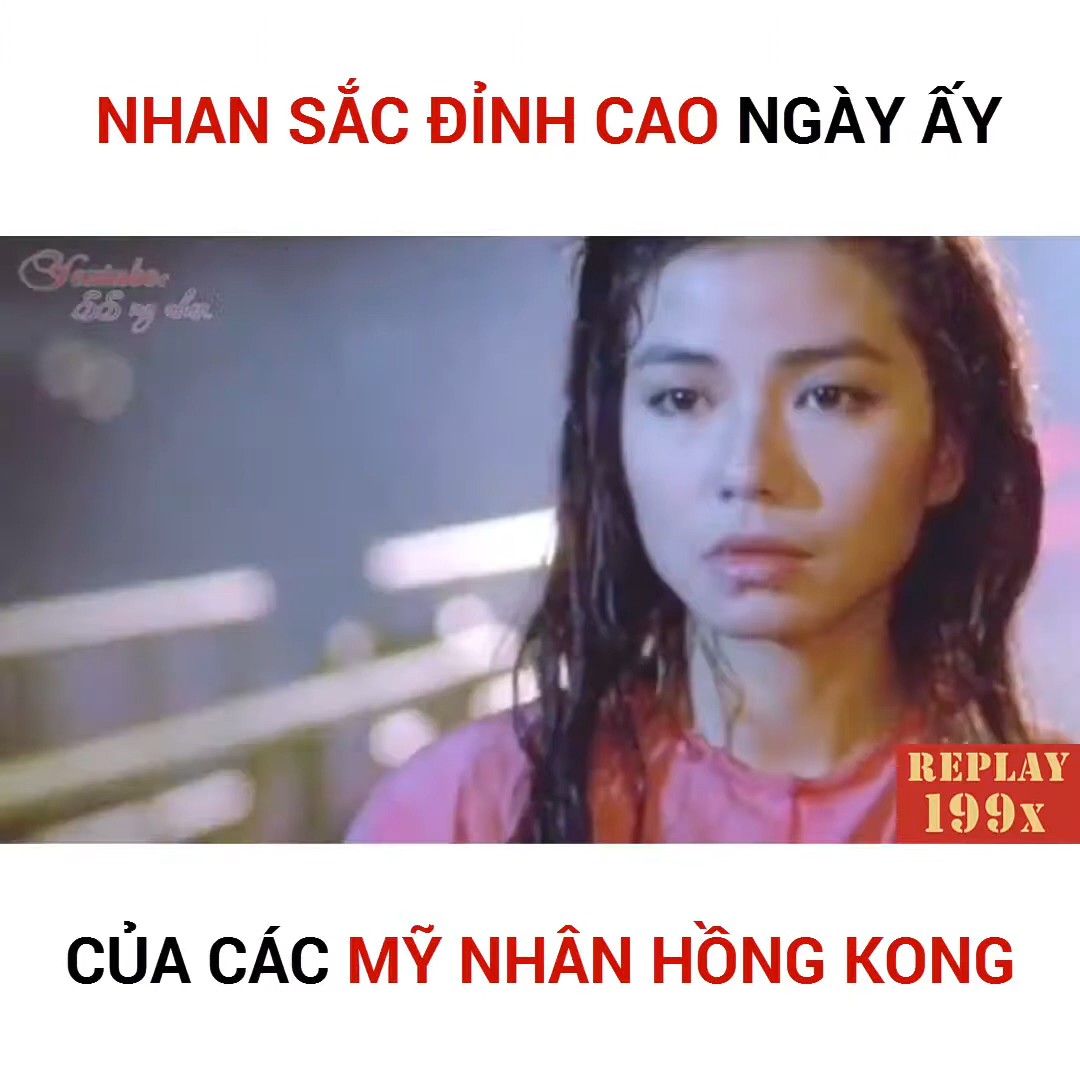 NHAN SẮC ĐỈNH CAO NGÀY ẤY
REPLAY
199x
CỦA CÁC MỸ NHÂN HỒNG KONG